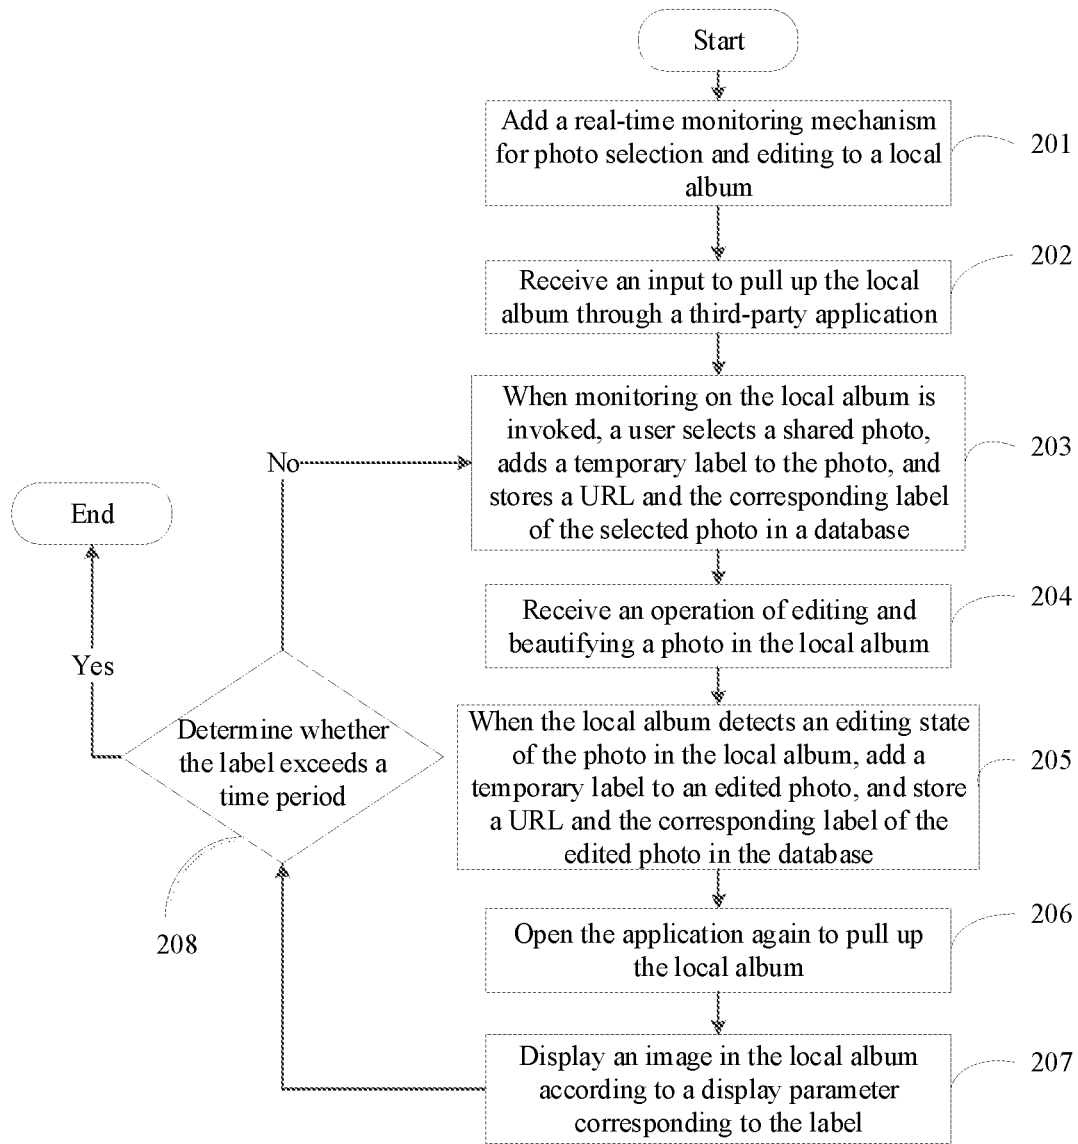 Start
Add a real-time monitoring mechanism
for photo selection and editing to a local
album
201
Receive an input to pull up the local
album through a third-party application
202
When monitoring on the local album is
invoked, a user selects a shared photo,
adds a temporary label to the photo, and
stores a URL and the corresponding label
of the selected photo in a database
203
Receive an operation of editing and
beautifying a photo in the local album
204
When the local album detects an editing state
of the photo in the local album, add a
temporary label to an edited photo, and store
a URL and the corresponding label of the
edited photo in the database
205
Open the application again to pull up
the local album
206
Display an image in the local album
according to a display parameter
corresponding to the label
207
Determine whether
the label exceeds a
time period
208
No
Yes
End